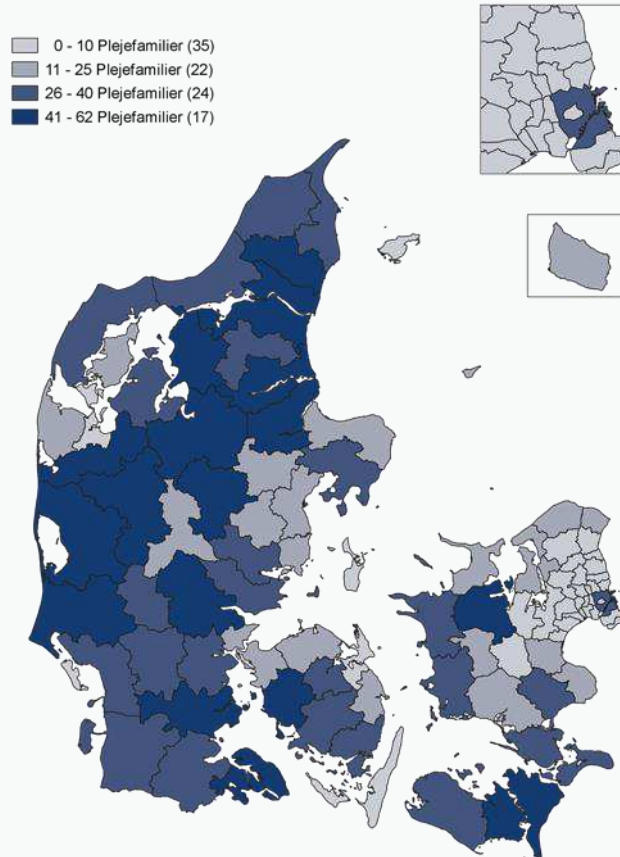 0 - 10 Plejefamilier (35)
11 - 25 Plejefamilier (22)
26 - 40 Plejefamilier (24)
41 - 62 Plejefamilier (17)